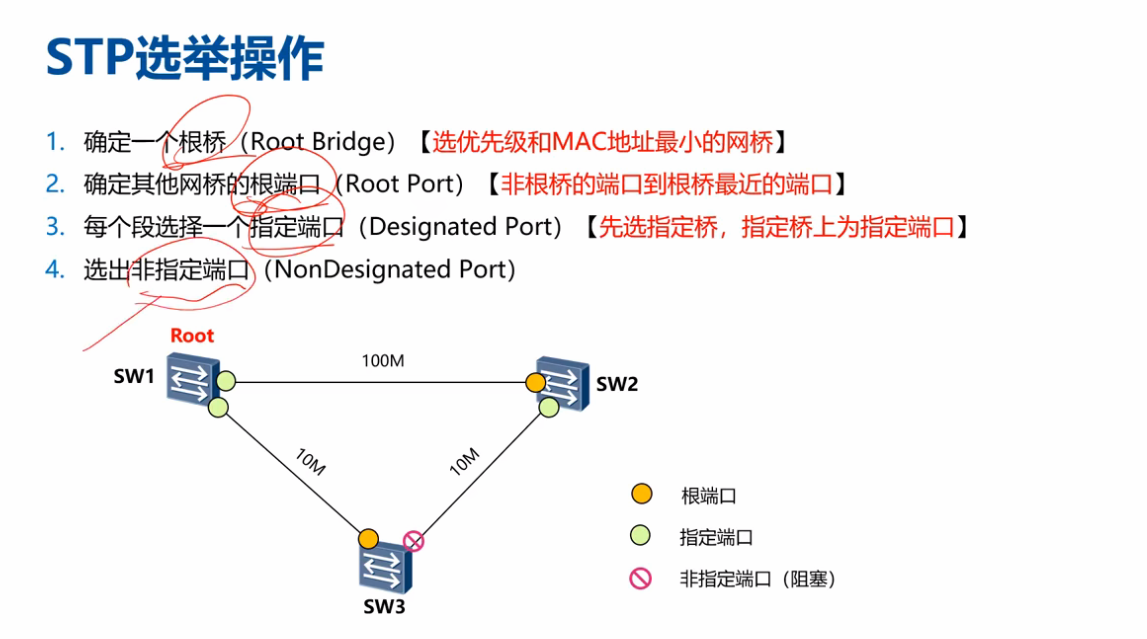 STP选举操作
1. 确定一个根桥（Root Bridge）【选优先级和MAC地址最小的网桥】
2. 确定其他网桥的根端口（Root Port）【非根桥的端口到根桥最近的端口】
3. 每个段选择一个指定端口（Designated Port）【先选指定桥，指定桥上为指定端口】
4. 选出非指定端口（NonDesignated Port）
Root
100M
SW1
SW2
10M
10M
根端口
指定端口
非指定端口（阻塞）
SW3